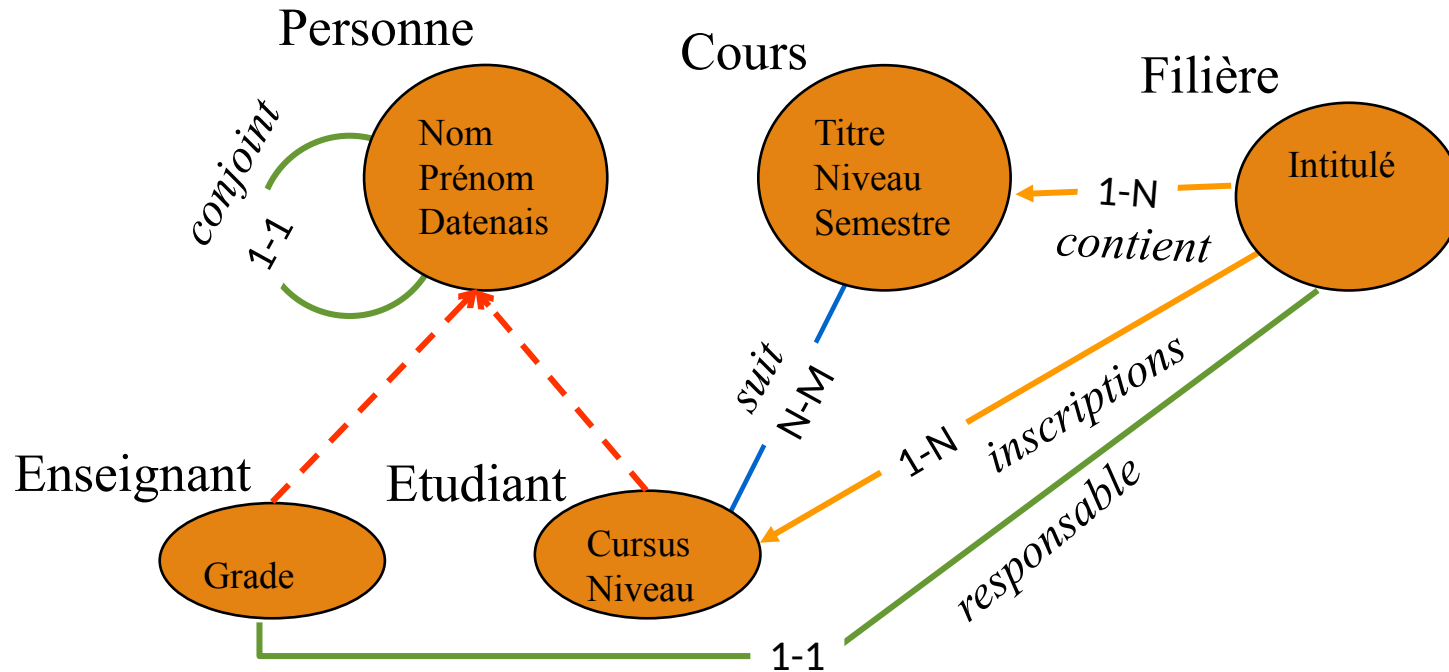 Personne
Cours
Filière
Nom
Prénom
Datenais
Titre
Niveau
Semestre
Intitulé
conjoint
1-1
1-N
contient
suit
N-M
1-N
inscriptions
responsable
Enseignant
Etudiant
Grade
Cursus
Niveau
1-1